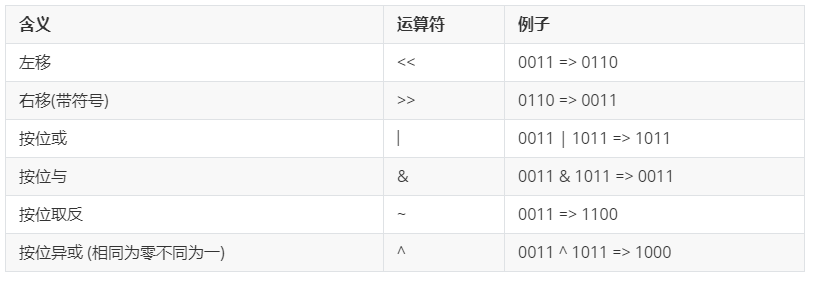 含义 运算符 例子
左移 << 0011 => 0110
右移(带符号) >> 0110 => 0011
按位或 | 0011 | 1011 => 1011
按位与 & 0011 & 1011 => 0011
按位取反 ~ 0011 => 1100
按位异或 (相同为零不同为一) ^ 0011 ^ 1011 => 1000